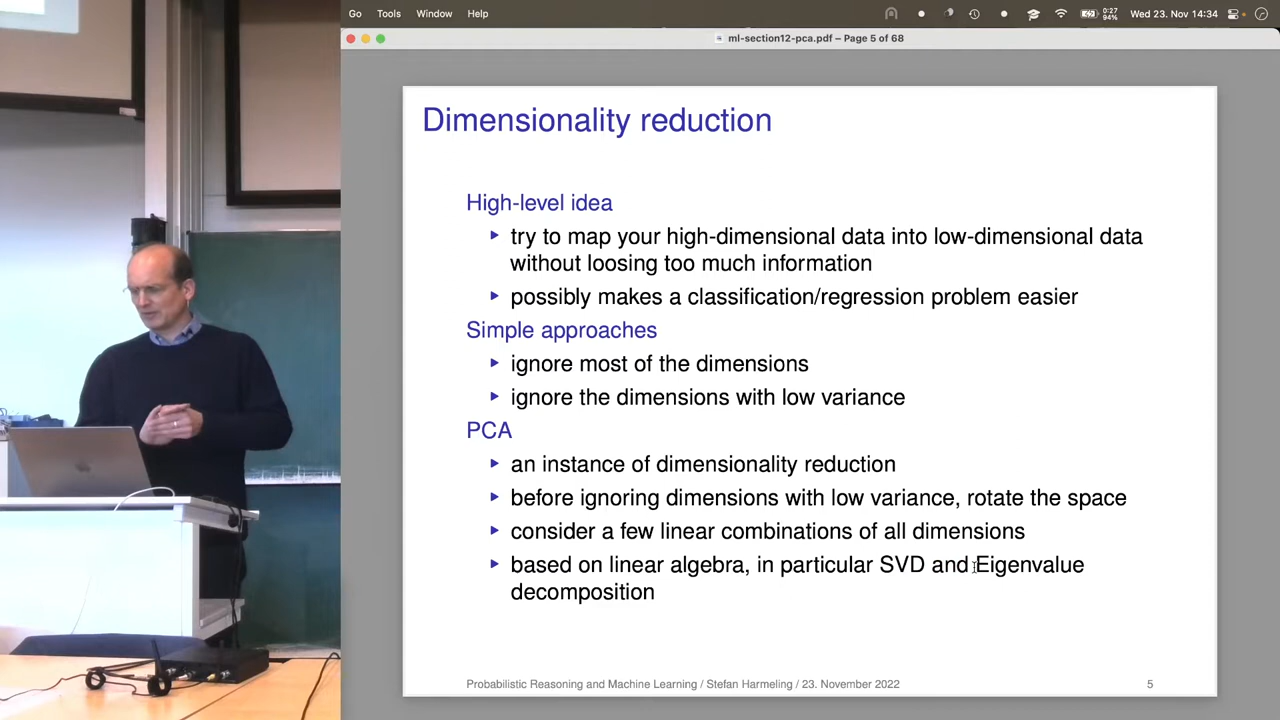 Go Tools Window Help 0:27 94% Wed 23. Nov 14:34
ml-section12-pca.pdf – Page 5 of 68
Dimensionality reduction
High-level idea
try to map your high-dimensional data into low-dimensional data
without loosing too much information
possibly makes a classification/regression problem easier
Simple approaches
ignore most of the dimensions
ignore the dimensions with low variance
PCA
an instance of dimensionality reduction
before ignoring dimensions with low variance, rotate the space
consider a few linear combinations of all dimensions
based on linear algebra, in particular SVD and Eigenvalue
decomposition
Probabilistic Reasoning and Machine Learning / Stefan Harmeling / 23. November 2022 5